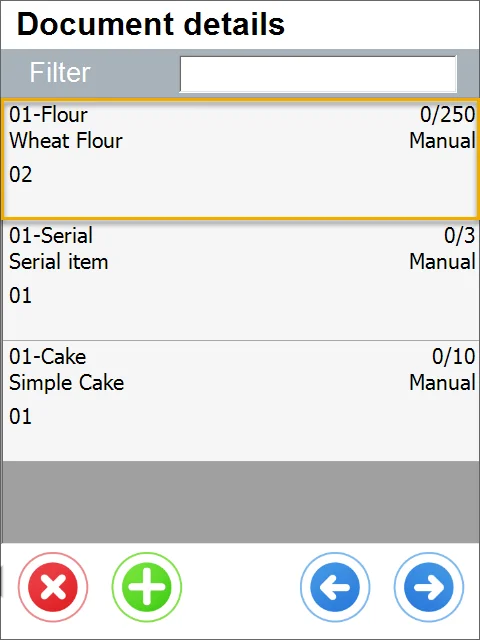 Document details
Filter
01-Flour 0/250
Wheat Flour Manual
02
01-Serial 0/3
Serial item Manual
01
01-Cake 0/10
Simple Cake Manual
01